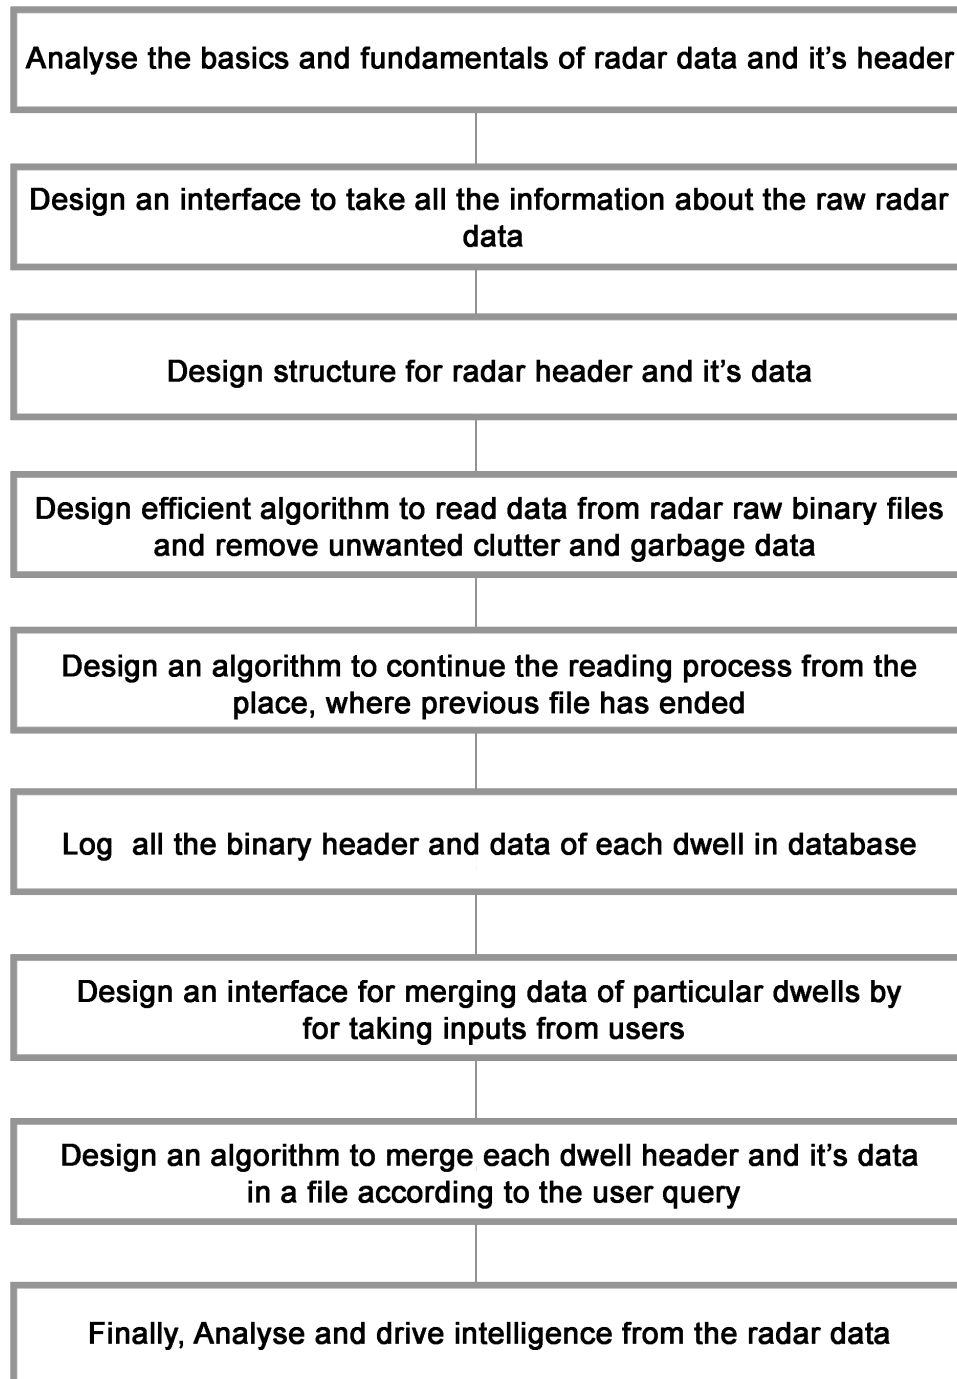 Analyse the basics and fundamentals of radar data and it’s header
Design an interface to take all the information about the raw radar
data
Design structure for radar header and it’s data
Design efficient algorithm to read data from radar raw binary files
and remove unwanted clutter and garbage data
Design an algorithm to continue the reading process from the
place, where previous file has ended
Log  all the binary header and data of each dwell in database
Design an interface for merging data of particular dwells by
for taking inputs from users
Design an algorithm to merge each dwell header and it’s data
in a file according to the user query
Finally, Analyse and drive intelligence from the radar data